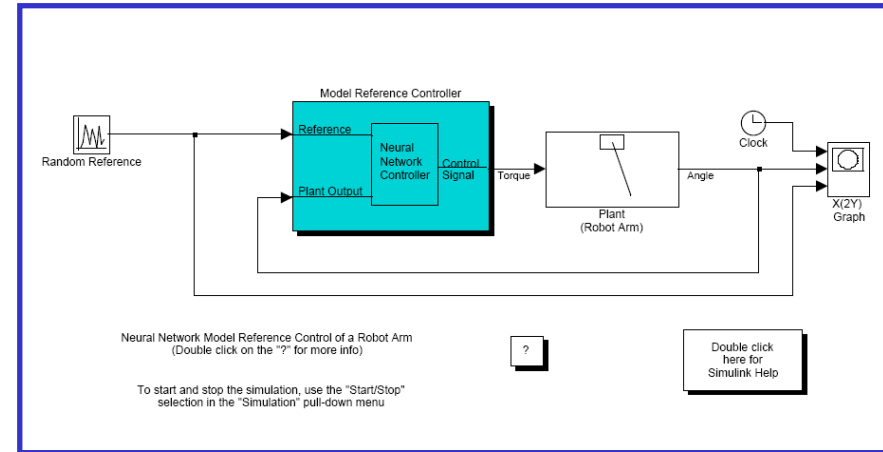 Model Reference Controller
Random Reference
Reference
Plant Output
Neural
Network
Controller
Control
Signal
Torque
Plant
(Robot Arm)
Angle
Clock
X(2Y)
Graph
Neural Network Model Reference Control of a Robot Arm
(Double click on the "?" for more info)
To start and stop the simulation, use the "Start/Stop"
selection in the "Simulation" pull-down menu
?
Double click
here for
Simulink Help